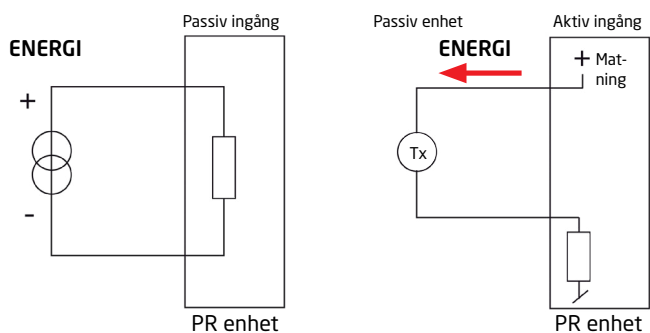 Passiv ingång
ENERGI
+
-
PR enhet
Passiv enhet
Aktiv ingång
ENERGI
+ Mat-
ning
Tx
PR enhet